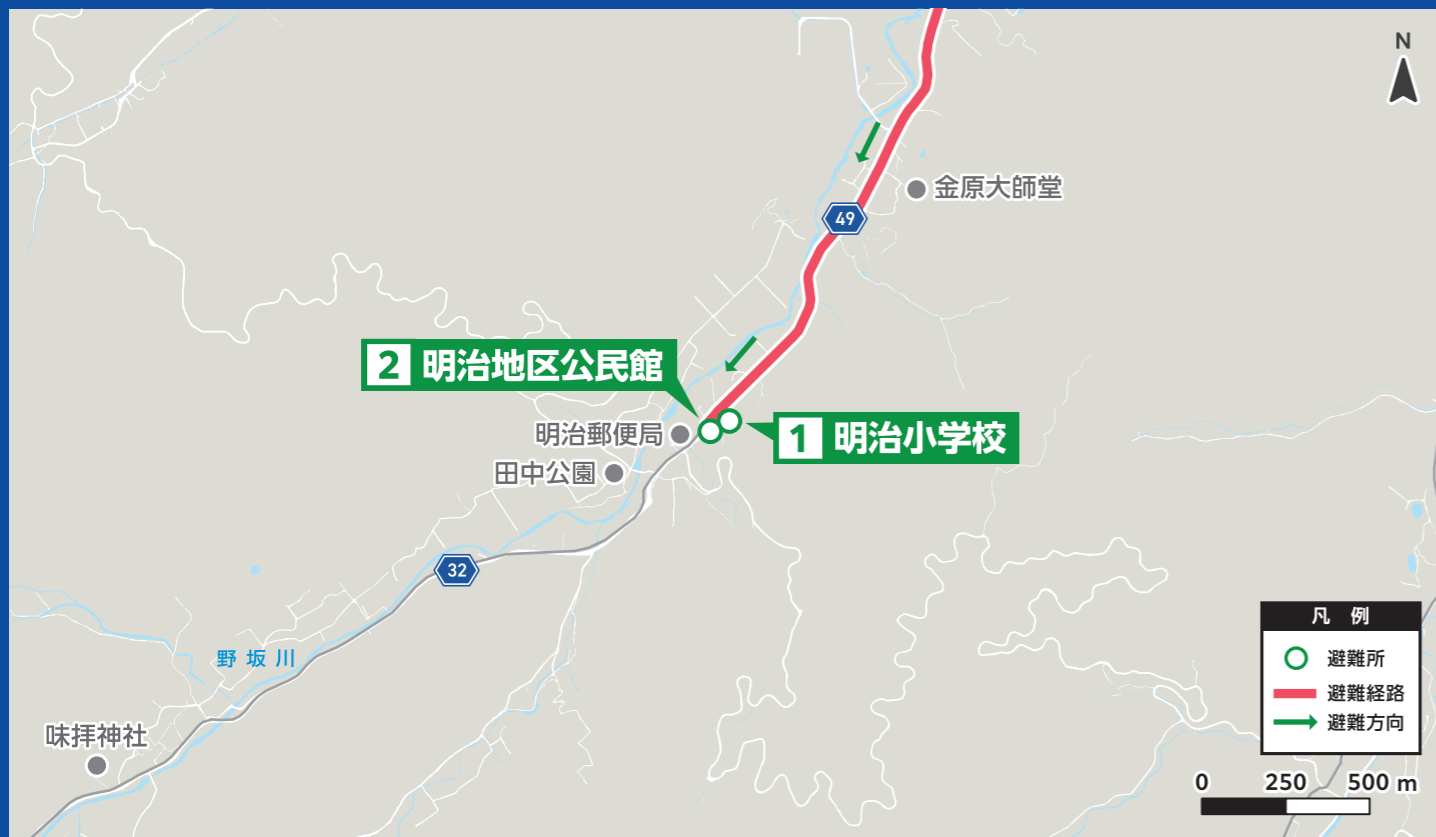 N
金原大師堂
49
2 明治地区公民館
1 明治小学校
明治郵便局
田中公園
32
野坂川
味拝神社
凡例
避難所
避難経路
避難方向
0 250 500 m